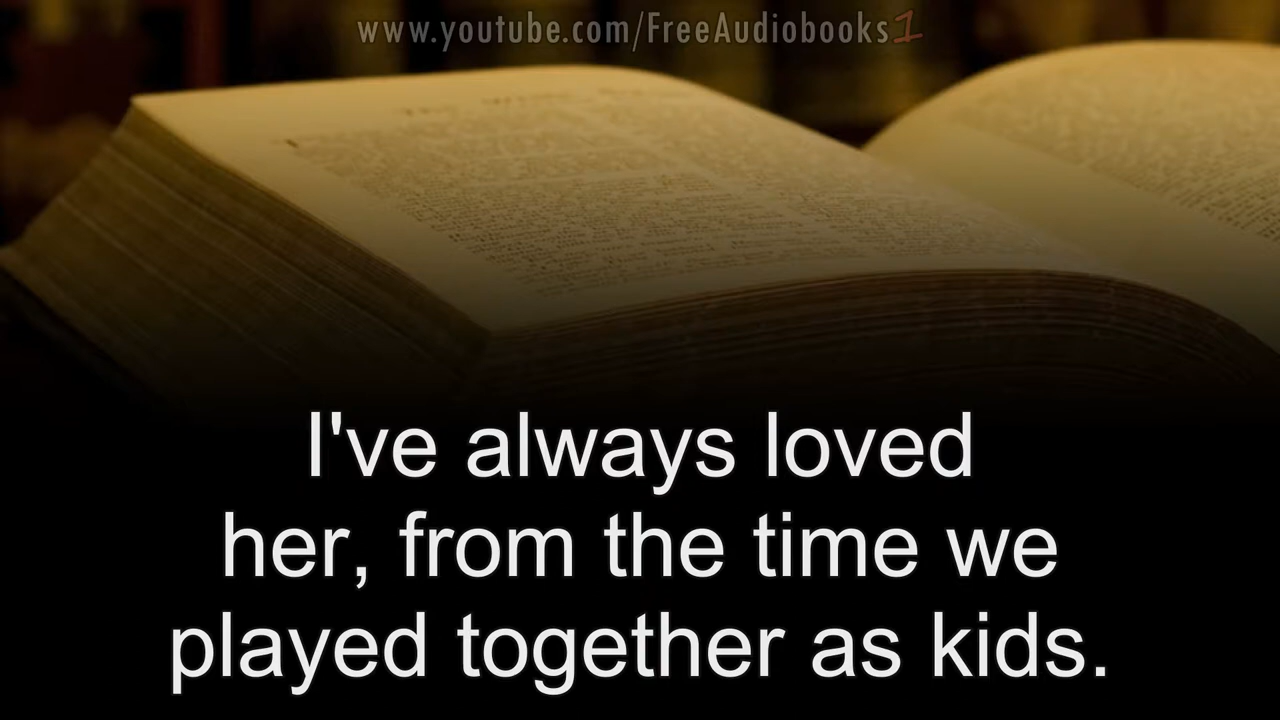 www.youtube.com/FreeAudiobooks1
I've always loved
her, from the time we
played together as kids.